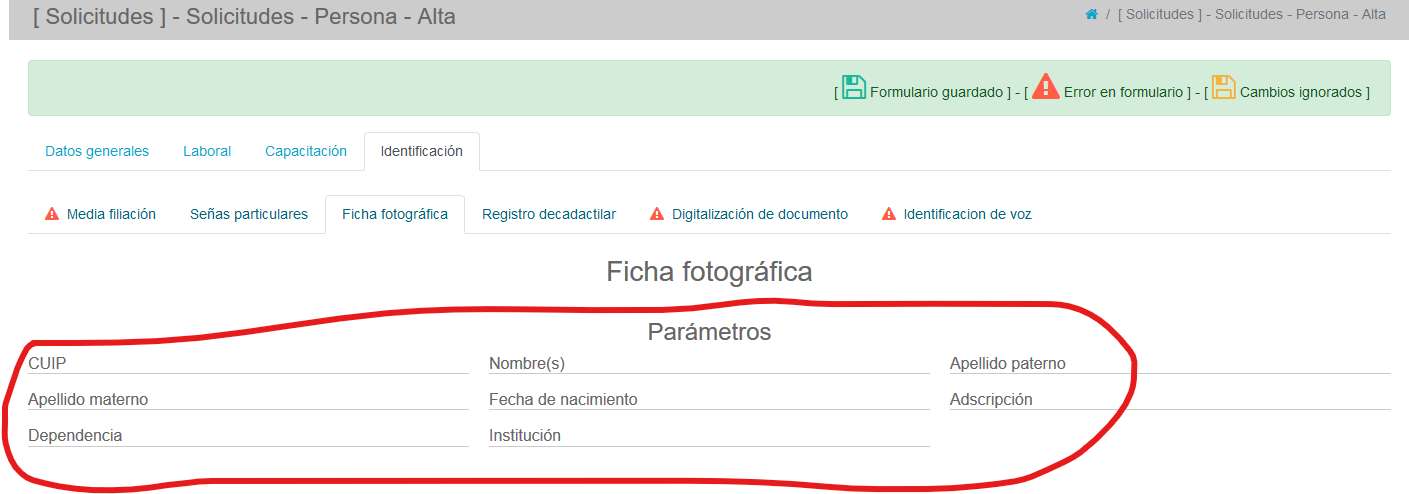 [ Solicitudes ] - Solicitudes - Persona - Alta
/ [ Solicitudes ] - Solicitudes - Persona - Alta
[ Formulario guardado ] - [ Error en formulario ] - [ Cambios ignorados ]
Datos generales Laboral Capacitación Identificación
Media filiación Señas particulares Ficha fotográfica Registro decadactilar Digitalización de documento Identificacion de voz
Ficha fotográfica
Parámetros
CUIP Nombre(s) Apellido paterno
Apellido materno Fecha de nacimiento Adscripción
Dependencia Institución